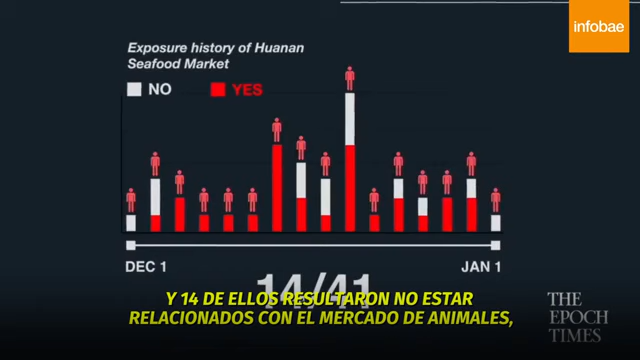 infobae
Exposure history of Huanan
Seafood Market
NO YES
DEC 1 JAN 1
14/41
Y 14 DE ELLOS RESULTARON NO ESTAR
RELACIONADOS CON EL MERCADO DE ANIMALES,
THE
EPOCH
TIMES